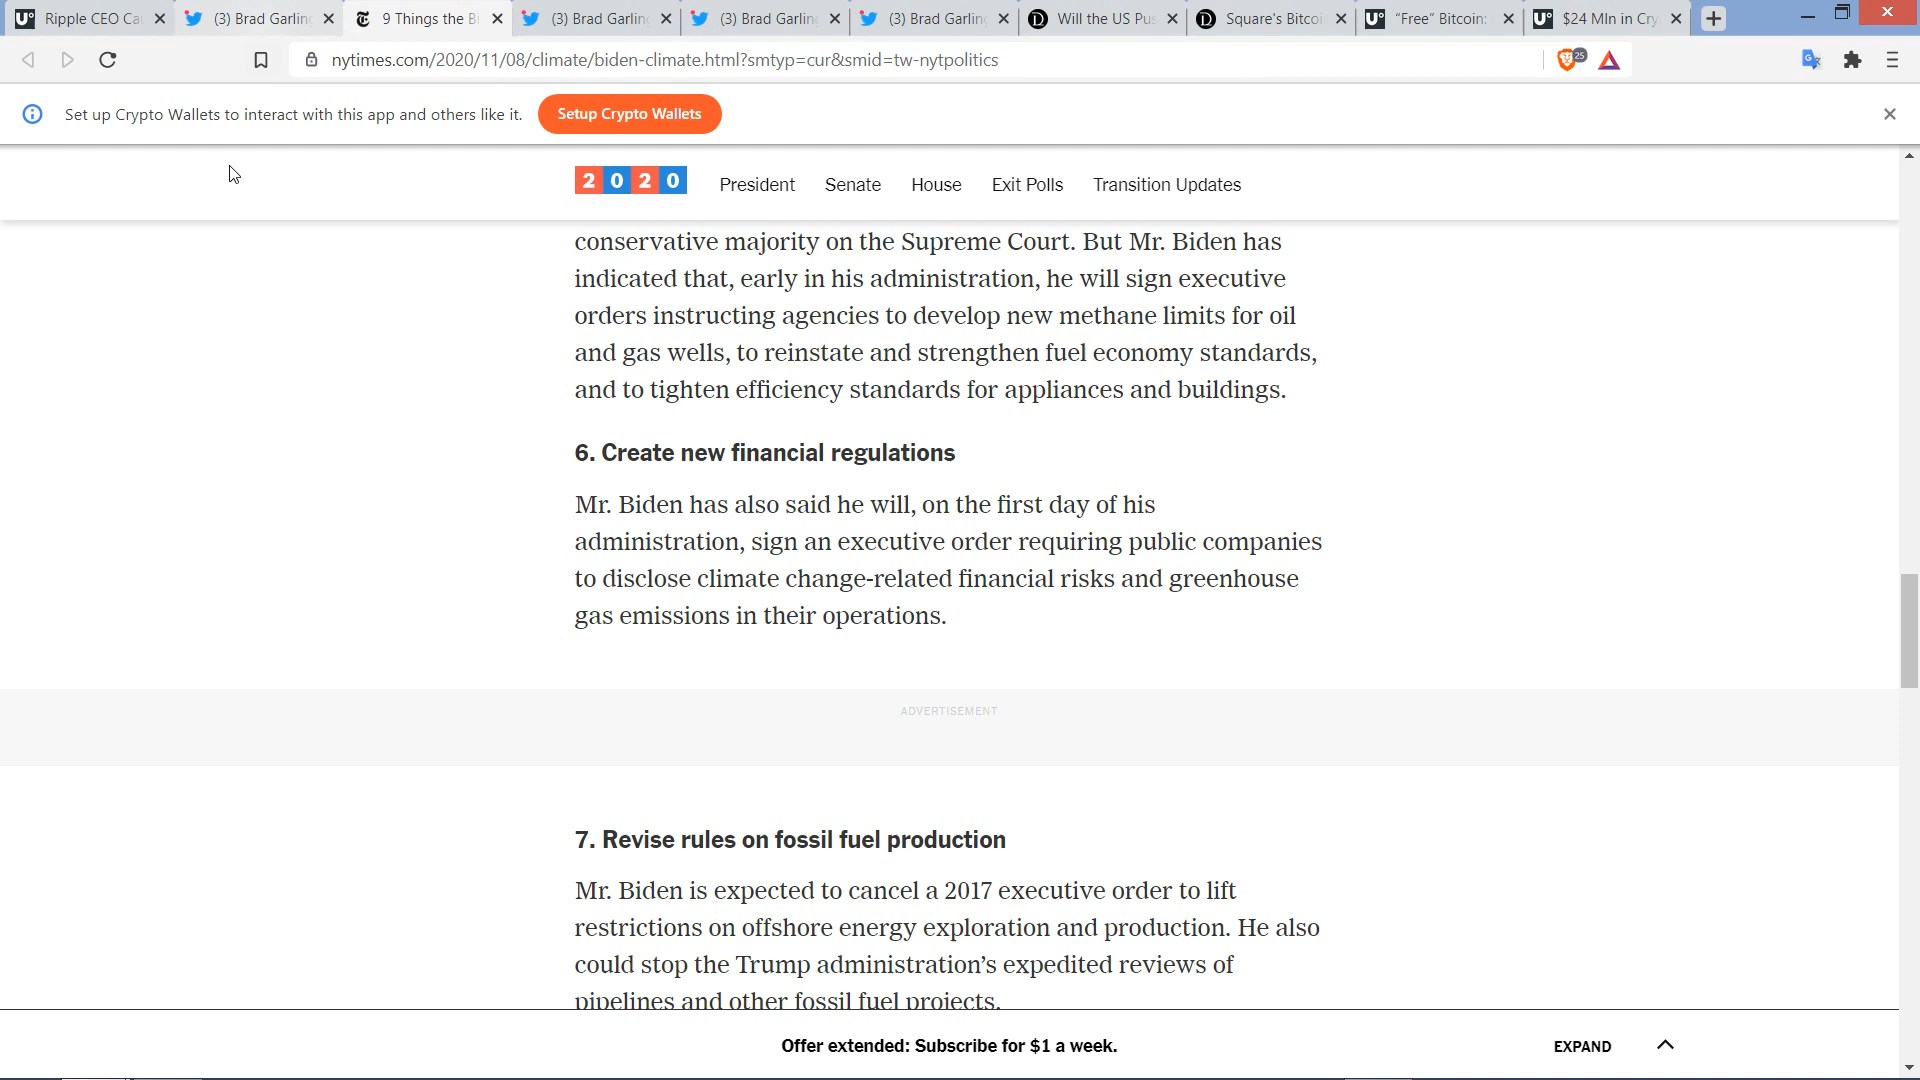 Ripple CEO Ca
(3) Brad Garling
9 Things the Bi
(3) Brad Garling
(3) Brad Garling
(3) Brad Garling
Will the US Pus
Square's Bitcoi
“Free” Bitcoin:
$24 Mln in Cry
nytimes.com/2020/11/08/climate/biden-climate.html?smtyp=cur&smid=tw-nytpolitics
25
Set up Crypto Wallets to interact with this app and others like it.
Setup Crypto Wallets
2020
President
Senate
House
Exit Polls
Transition Updates
conservative majority on the Supreme Court. But Mr. Biden has
indicated that, early in his administration, he will sign executive
orders instructing agencies to develop new methane limits for oil
and gas wells, to reinstate and strengthen fuel economy standards,
and to tighten efficiency standards for appliances and buildings.
6. Create new financial regulations
Mr. Biden has also said he will, on the first day of his
administration, sign an executive order requiring public companies
to disclose climate change-related financial risks and greenhouse
gas emissions in their operations.
ADVERTISEMENT
7. Revise rules on fossil fuel production
Mr. Biden is expected to cancel a 2017 executive order to lift
restrictions on offshore energy exploration and production. He also
could stop the Trump administration’s expedited reviews of
pipelines and other fossil fuel projects.
Offer extended: Subscribe for $1 a week.
EXPAND